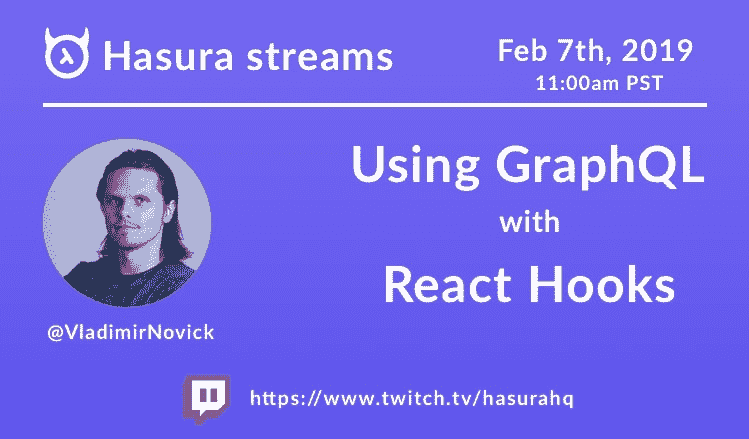 Hasura streams
Feb 7th, 2019
11:00am PST
Using GraphQL
with
React Hooks
@VladimirNovick
https://www.twitch.tv/hasurahq